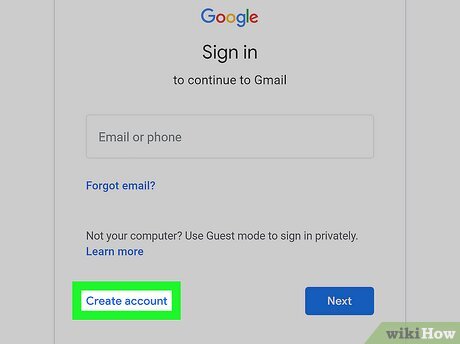 Google
Sign in
to continue to Gmail
Email or phone
Forgot email?
Not your computer? Use Guest mode to sign in privately.
Learn more
Create account
Next
wikiHow